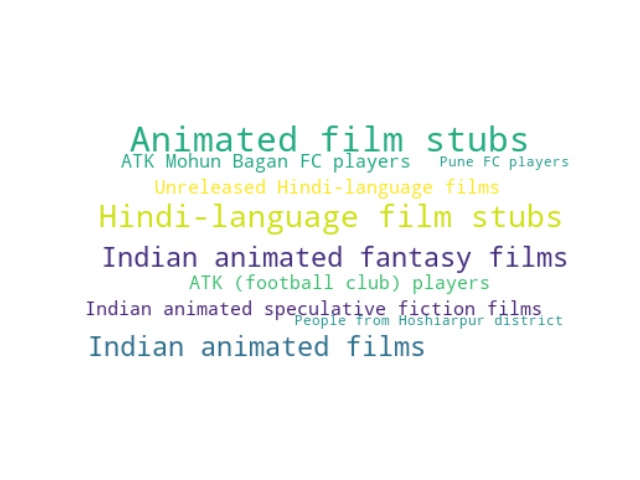 Animated film stubs
ATK Mohun Bagan FC players
Pune FC players
Unreleased Hindi-language films
Hindi-language film stubs
Indian animated fantasy films
ATK (football club) players
Indian animated speculative fiction films
People from Hoshiarpur district
Indian animated films